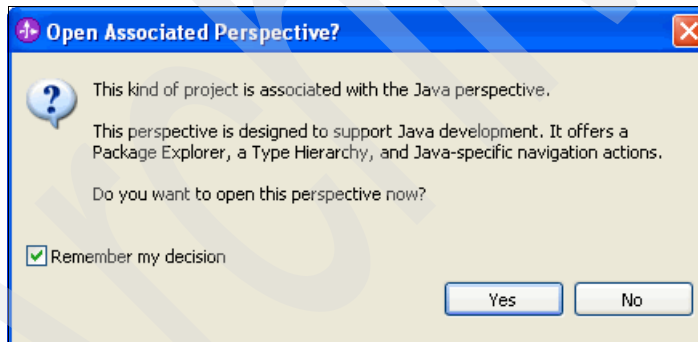 Open Associated Perspective?
This kind of project is associated with the Java perspective.
This perspective is designed to support Java development. It offers a
Package Explorer, a Type Hierarchy, and Java-specific navigation actions.
Do you want to open this perspective now?
Remember my decision
Yes No